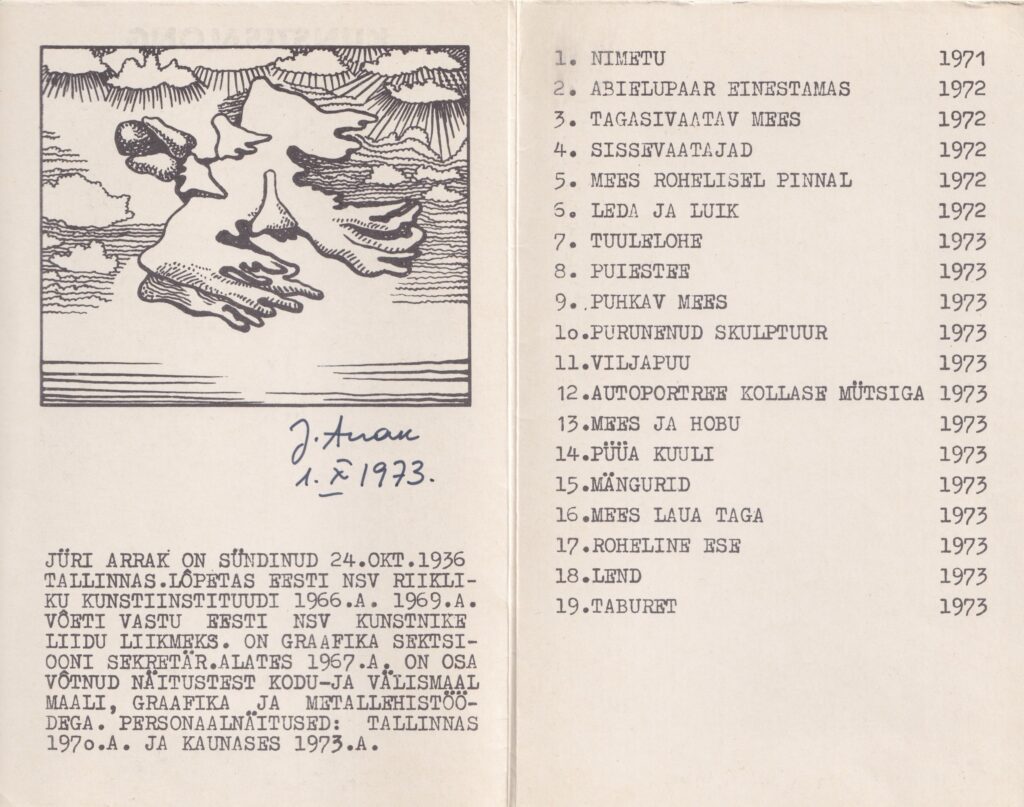 J. Arrak
1. X 1973.
JÜRI ARRAK ON SÜNDINUD 24.OKT.1936
TALLINNAS.LÕPETAS EESTI NSV RIIKLI-
KU KUNSTIINSTITUUDI 1966.A. 1969.A.
VÕETI VASTU EESTI NSV KUNSTNIKE
LIIDU LIIKMEKS. ON GRAAFIKA SEKTSI-
OONI SEKRETÄR.ALATES 1967.A. ON OSA
VÕTNUD NÄITUSTEST KODU-JA VÄLISMAAL
MAALI, GRAAFIKA JA METALLEHISTÖÖ-
DEGA. PERSONAALNÄITUSED: TALLINNAS
197o.A. JA KAUNASES 1973.A.
1. NIMETU 1971
2. ABIELUPAAR EINESTAMAS 1972
3. TAGASIVAATAV MEES 1972
4. SISSEVAATAJAD 1972
5. MEES ROHELISEL PINNAL 1972
6. LEDA JA LUIK 1972
7. TUULELOHE 1973
8. PUIESTEE 1973
9. PUHKAV MEES 1973
1o.PURUNENUD SKULPTUUR 1973
11.VILJAPUU 1973
12.AUTOPORTREE KOLLASE MÜTSIGA 1973
13.MEES JA HOBU 1973
14.PÜÜA KUULI 1973
15.MÄNGURID 1973
16.MEES LAUA TAGA 1973
17.ROHELINE ESE 1973
18.LEND 1973
19.TABURET 1973